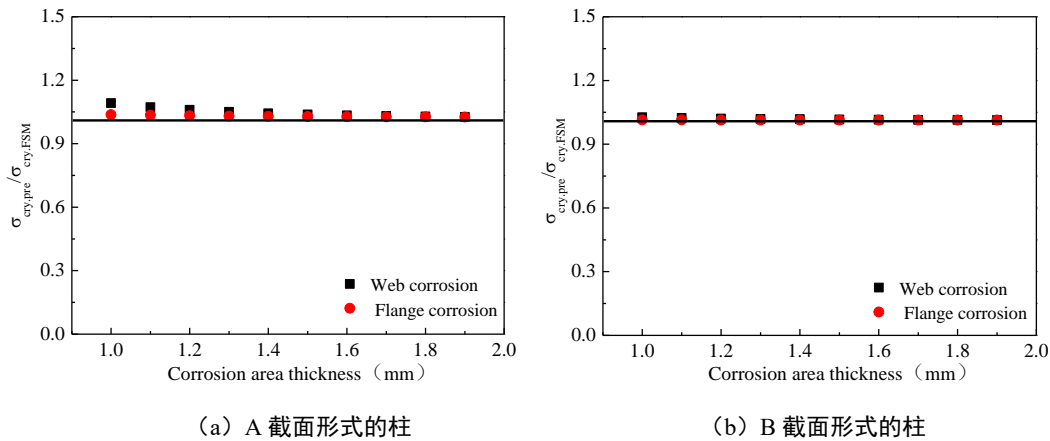 1.5
1.2
0.9
0.6
0.3
0.0
σcry.pre/σcry.FSM
Web corrosion
Flange corrosion
1.0 1.2 1.4 1.6 1.8 2.0
Corrosion area thickness（mm）
（a）A 截面形式的柱
1.5
1.2
0.9
0.6
0.3
0.0
σcry.pre/σcry.FSM
Web corrosion
Flange corrosion
1.0 1.2 1.4 1.6 1.8 2.0
Corrosion area thickness（mm）
（b）B 截面形式的柱